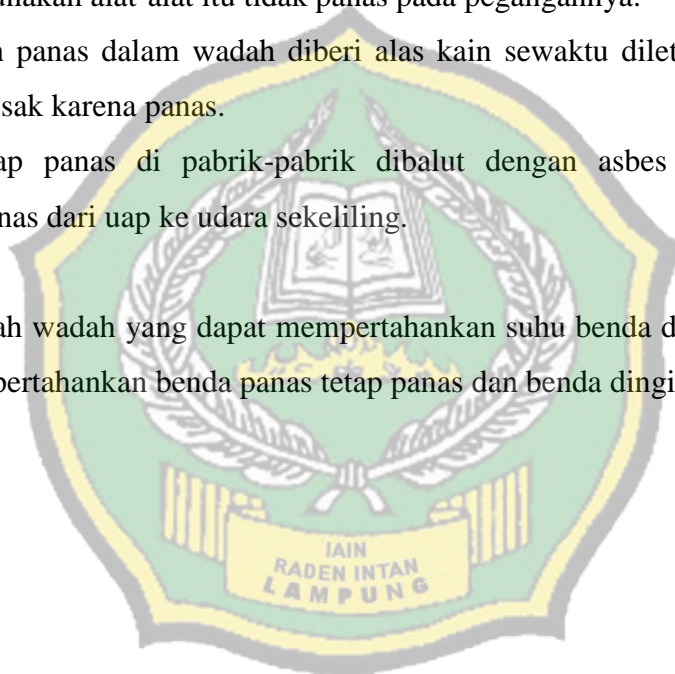 unakan alat-alat itu tidak panas pada pegangannya.
panas dalam wadah diberi alas kain sewaktu dilet
sak karena panas.
ap panas di pabrik-pabrik dibalut dengan asbes
nas dari uap ke udara sekeliling.
ah wadah yang dapat mempertahankan suhu benda d
pertahankan benda panas tetap panas dan benda dingi
IAIN
RADEN INTAN
LAMPUNG